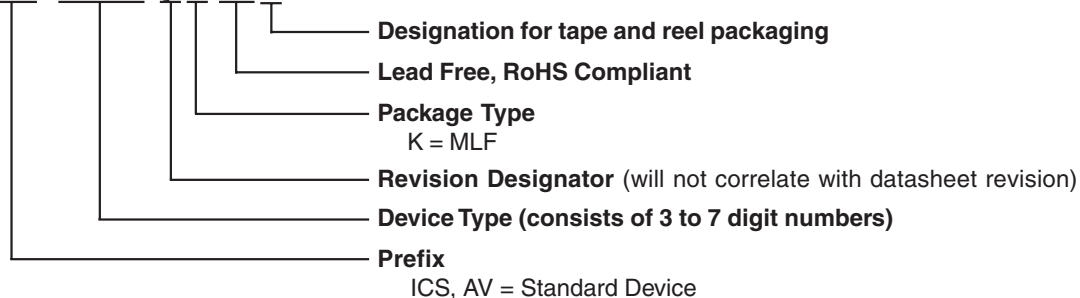 Designation for tape and reel packaging
Lead Free, RoHS Compliant
Package Type
K = MLF
Revision Designator (will not correlate with datasheet revision)
Device Type (consists of 3 to 7 digit numbers)
Prefix
ICS, AV = Standard Device